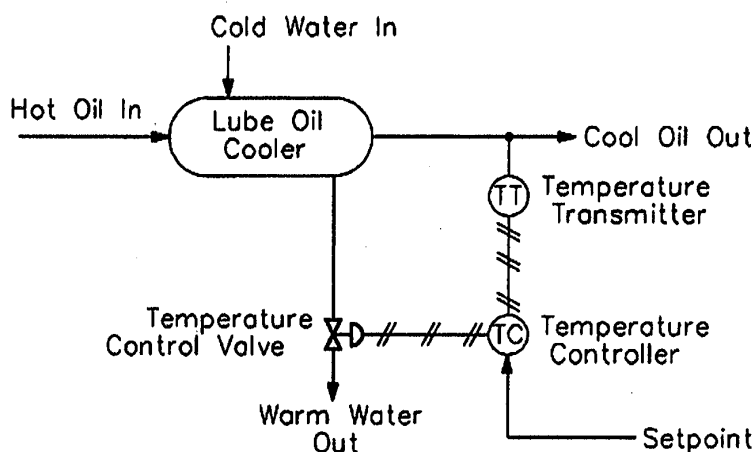 Cold Water In
Hot Oil In
Lube Oil
Cooler
Cool Oil Out
TT
Temperature
Transmitter
Temperature
Control Valve
TC
Temperature
Controller
Warm Water
Out
Setpoint